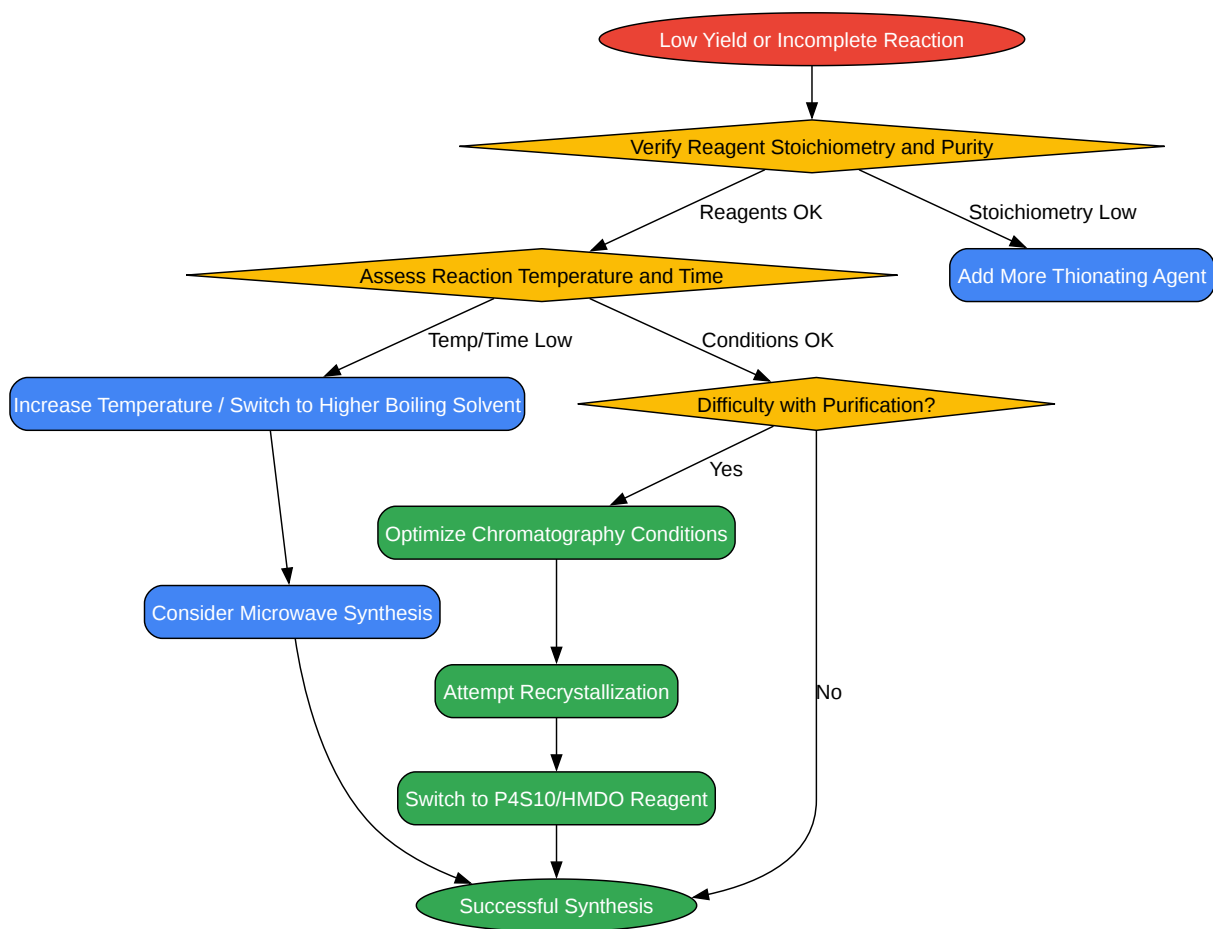 Low Yield or Incomplete Reaction
Verify Reagent Stoichiometry and Purity
Reagents OK
Stoichiometry Low
Assess Reaction Temperature and Time
Add More Thionating Agent
Temp/Time Low
Conditions OK
Increase Temperature / Switch to Higher Boiling Solvent
Difficulty with Purification?
Yes
Optimize Chromatography Conditions
Consider Microwave Synthesis
Attempt Recrystallization
No
Switch to P4S10/HMDO Reagent
Successful Synthesis